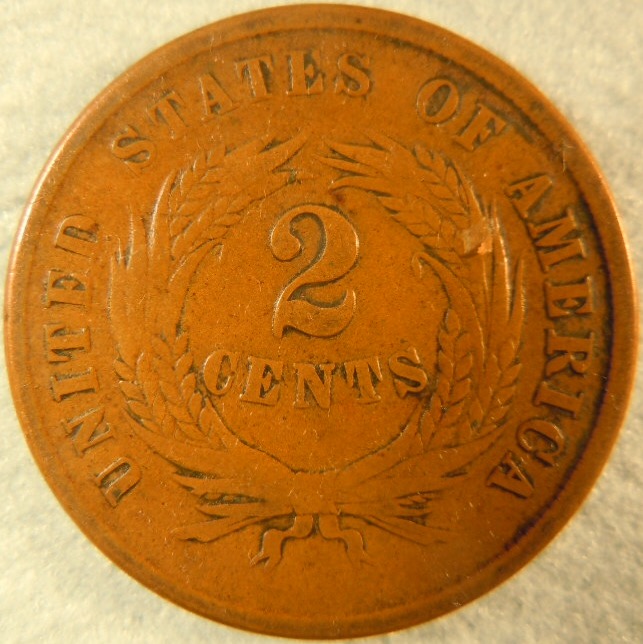 UNITED STATES OF AMERICA
2
CENTS